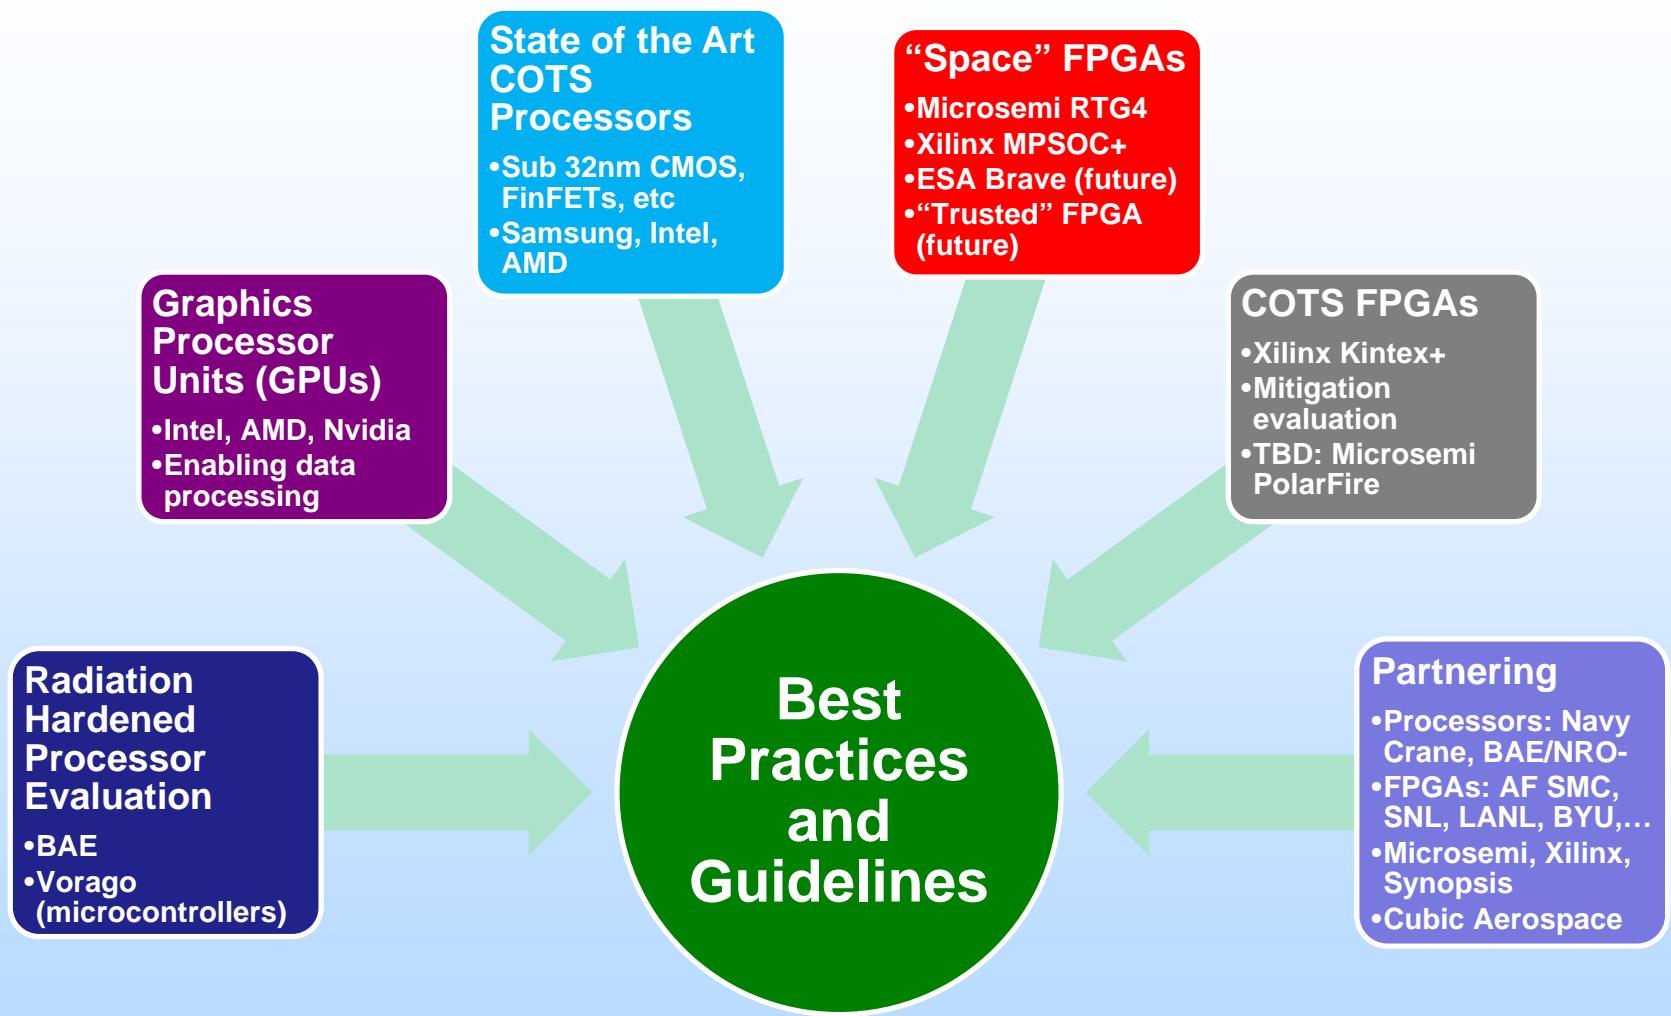 State of the Art
COTS
Processors
•Sub 32nm CMOS,
FinFETs, etc
•Samsung, Intel,
AMD
“Space” FPGAs
•Microsemi RTG4
•Xilinx MPSOC+
•ESA Brave (future)
•“Trusted” FPGA
(future)
Graphics
Processor
Units (GPUs)
•Intel, AMD, Nvidia
•Enabling data
processing
COTS FPGAs
•Xilinx Kintex+
•Mitigation
evaluation
•TBD: Microsemi
PolarFire
Radiation
Hardened
Processor
Evaluation
•BAE
•Vorago
(microcontrollers)
Best
Practices
and
Guidelines
Partnering
•Processors: Navy
Crane, BAE/NRO-
•FPGAs: AF SMC,
SNL, LANL, BYU,…
•Microsemi, Xilinx,
Synopsis
•Cubic Aerospace